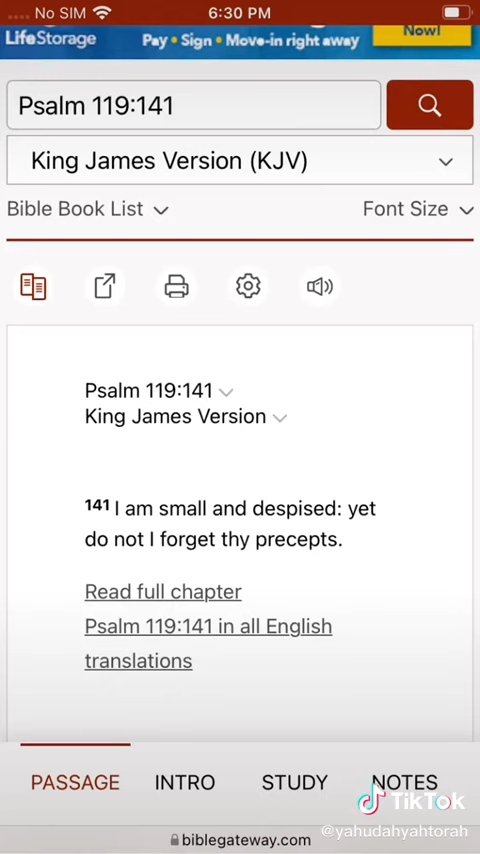 No SIM 6:30 PM
LifeStorage Pay • Sign • Move-in right away Now!
Psalm 119:141
King James Version (KJV)
Bible Book List Font Size
Psalm 119:141
King James Version
141 I am small and despised: yet
do not I forget thy precepts.
Read full chapter
Psalm 119:141 in all English
translations
PASSAGE INTRO STUDY NOTES
TikTok
@yahudahyahtorah
biblegateway.com